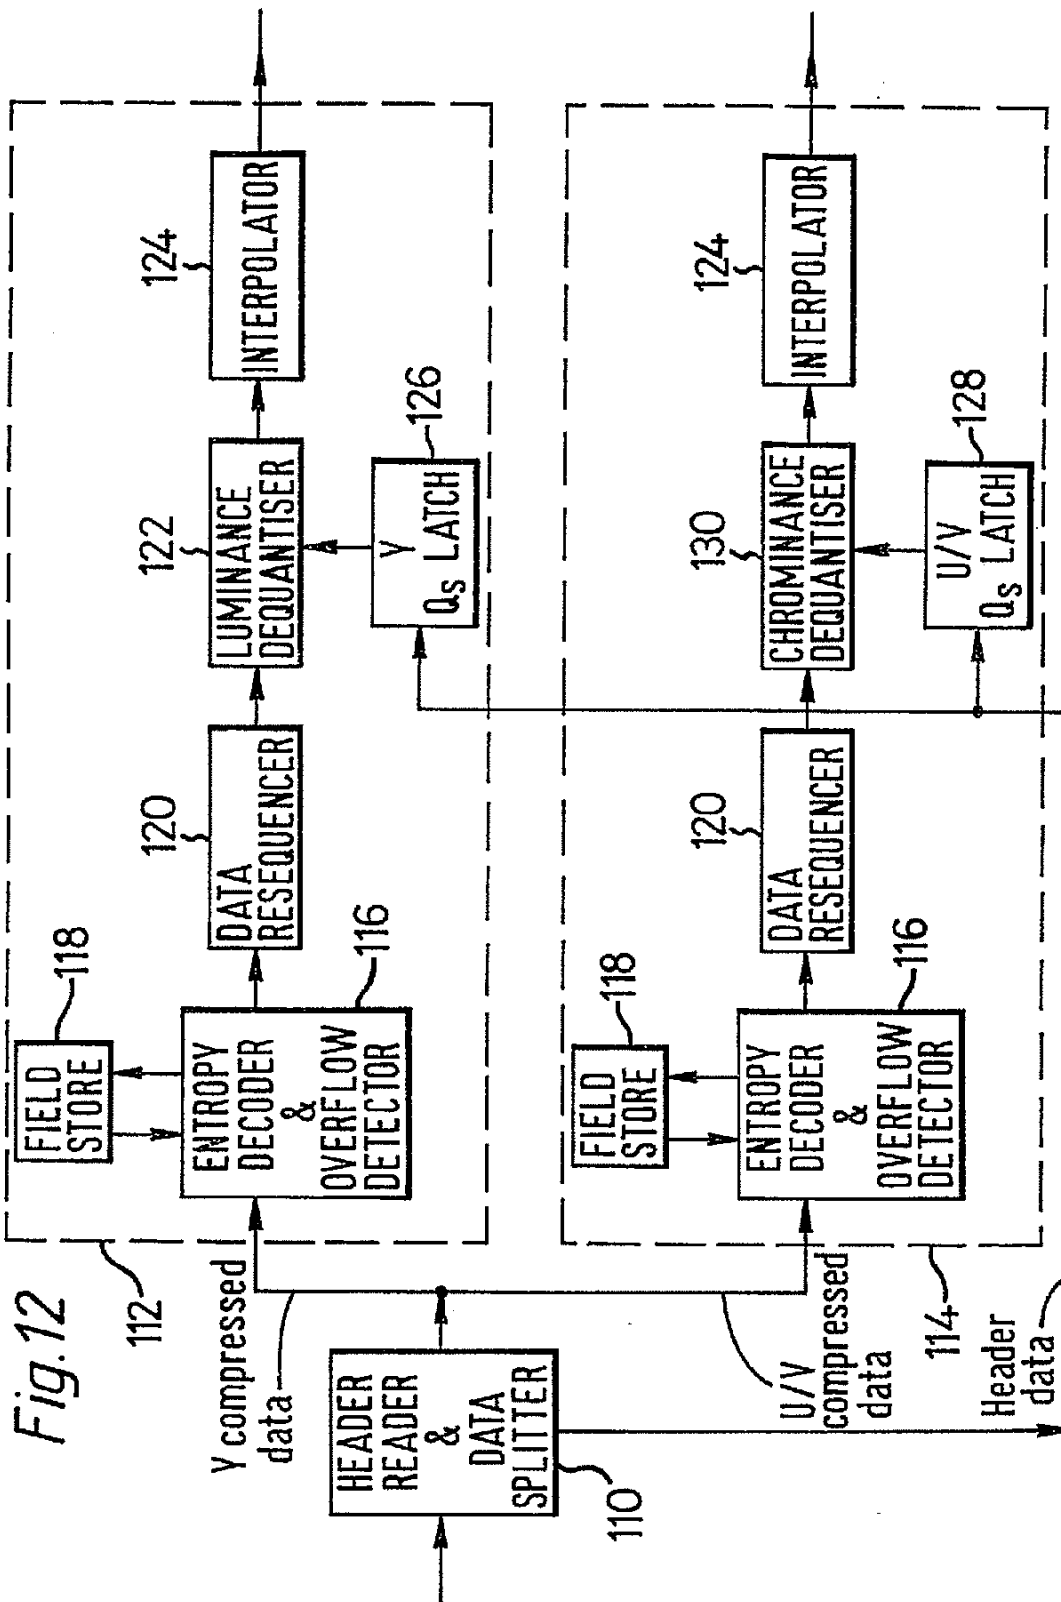 Fig.12
HEADER
READER
&
DATA
SPLITTER
110
Y compressed
data
U/V
compressed
data
Header
data
112
FIELD
STORE
118
ENTROPY
DECODER
&
OVERFLOW
DETECTOR
116
DATA
RESEQUENCER
120
LUMINANCE
DEQUANTISER
122
Y
Qs LATCH
126
INTERPOLATOR
124
114
FIELD
STORE
118
ENTROPY
DECODER
&
OVERFLOW
DETECTOR
116
DATA
RESEQUENCER
120
CHROMINANCE
DEQUANTISER
130
U/V
Qs LATCH
128
INTERPOLATOR
124